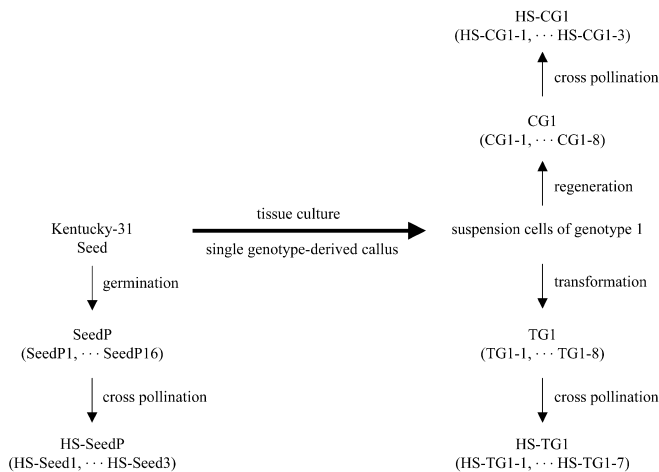 HS-CG1
(HS-CG1-1, ··· HS-CG1-3)
cross pollination
CG1
(CG1-1, ··· CG1-8)
regeneration
Kentucky-31
Seed
tissue culture
single genotype-derived callus
suspension cells of genotype 1
germination
transformation
SeedP
(SeedP1, ··· SeedP16)
TG1
(TG1-1, ··· TG1-8)
cross pollination
cross pollination
HS-SeedP
(HS-Seed1, ··· HS-Seed3)
HS-TG1
(HS-TG1-1, ··· HS-TG1-7)